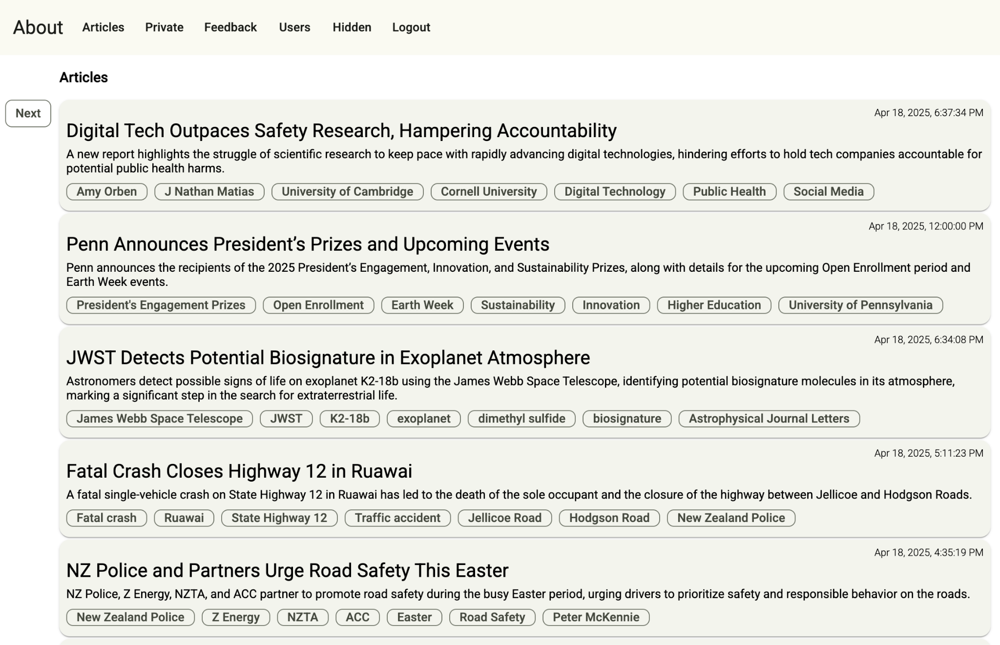 About Articles Private Feedback Users Hidden Logout
Articles
Next
Apr 18, 2025, 6:37:34 PM
Digital Tech Outpaces Safety Research, Hampering Accountability
A new report highlights the struggle of scientific research to keep pace with rapidly advancing digital technologies, hindering efforts to hold tech companies accountable for
potential public health harms.
Amy Orben J Nathan Matias University of Cambridge Cornell University Digital Technology Public Health Social Media
Apr 18, 2025, 12:00:00 PM
Penn Announces President’s Prizes and Upcoming Events
Penn announces the recipients of the 2025 President’s Engagement, Innovation, and Sustainability Prizes, along with details for the upcoming Open Enrollment period and
Earth Week events.
President's Engagement Prizes Open Enrollment Earth Week Sustainability Innovation Higher Education University of Pennsylvania
Apr 18, 2025, 6:34:08 PM
JWST Detects Potential Biosignature in Exoplanet Atmosphere
Astronomers detect possible signs of life on exoplanet K2-18b using the James Webb Space Telescope, identifying potential biosignature molecules in its atmosphere,
marking a significant step in the search for extraterrestrial life.
James Webb Space Telescope JWST K2-18b exoplanet dimethyl sulfide biosignature Astrophysical Journal Letters
Apr 18, 2025, 5:11:23 PM
Fatal Crash Closes Highway 12 in Ruawai
A fatal single-vehicle crash on State Highway 12 in Ruawai has led to the death of the sole occupant and the closure of the highway between Jellicoe and Hodgson Roads.
Fatal crash Ruawai State Highway 12 Traffic accident Jellicoe Road Hodgson Road New Zealand Police
Apr 18, 2025, 4:35:19 PM
NZ Police and Partners Urge Road Safety This Easter
NZ Police, Z Energy, NZTA, and ACC partner to promote road safety during the busy Easter period, urging drivers to prioritize safety and responsible behavior on the roads.
New Zealand Police Z Energy NZTA ACC Easter Road Safety Peter McKennie